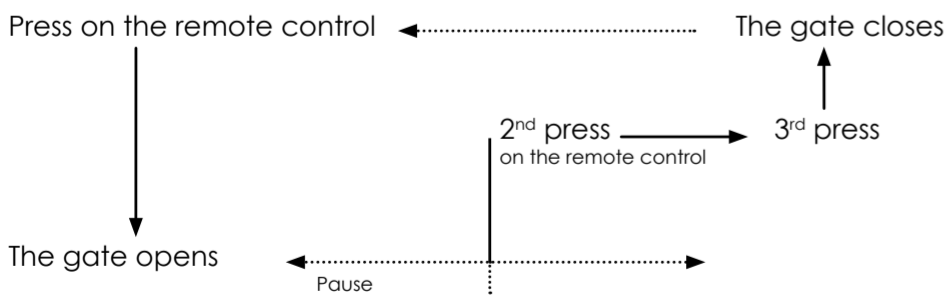 Press on the remote control
The gate closes
2nd press
on the remote control
3rd press
The gate opens
Pause